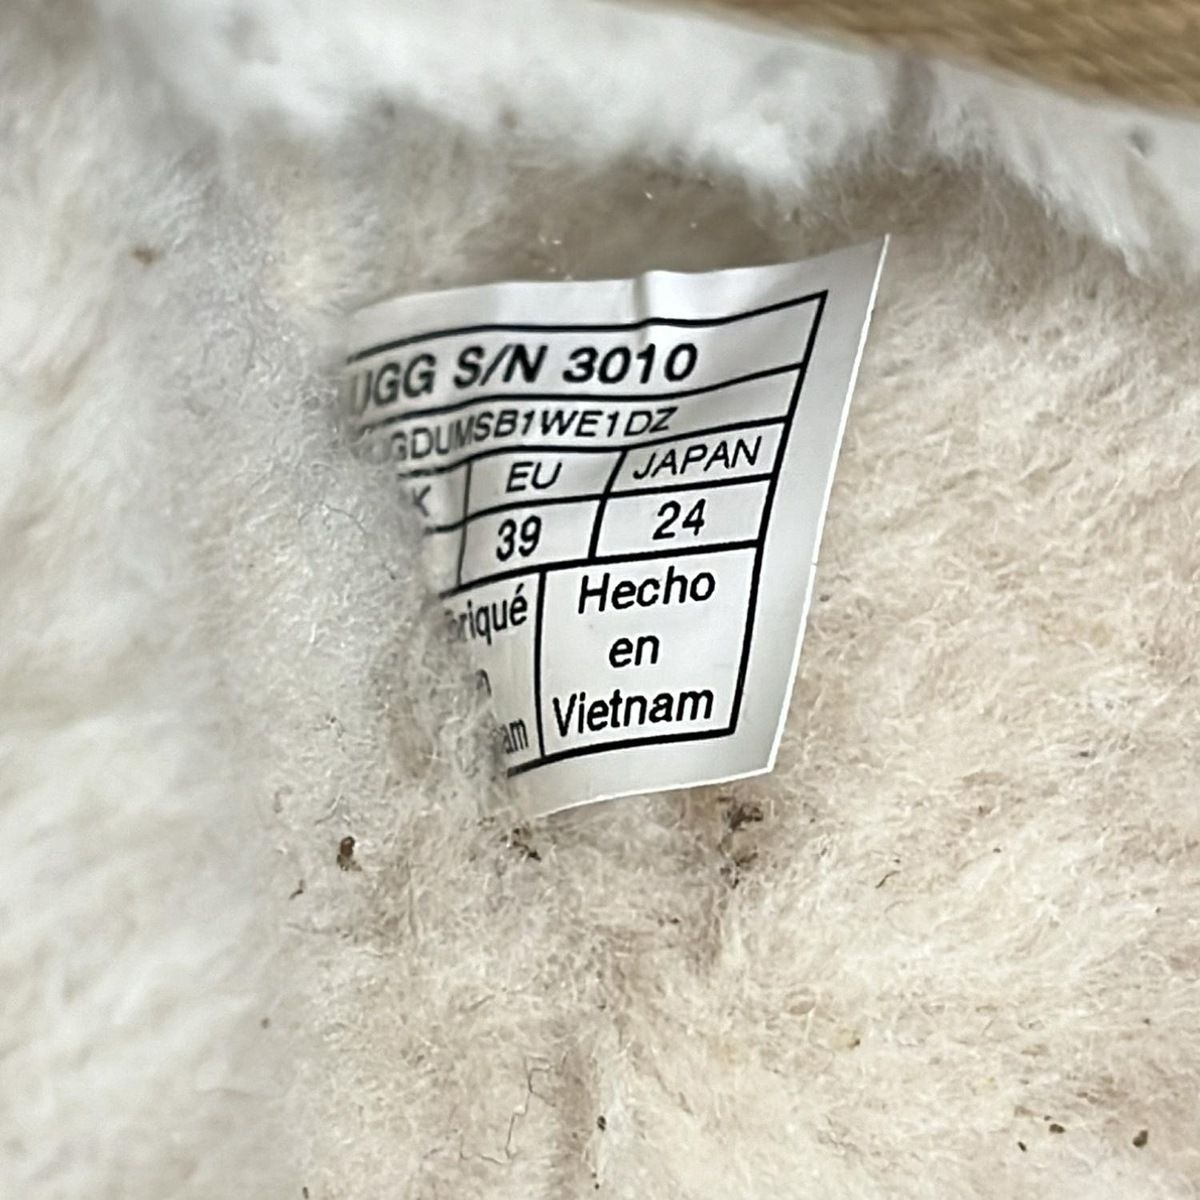 UGG S/N 3010
GDUMSB1WE1DZ
K EU JAPAN
39 24
Hecho
en
Vietnam